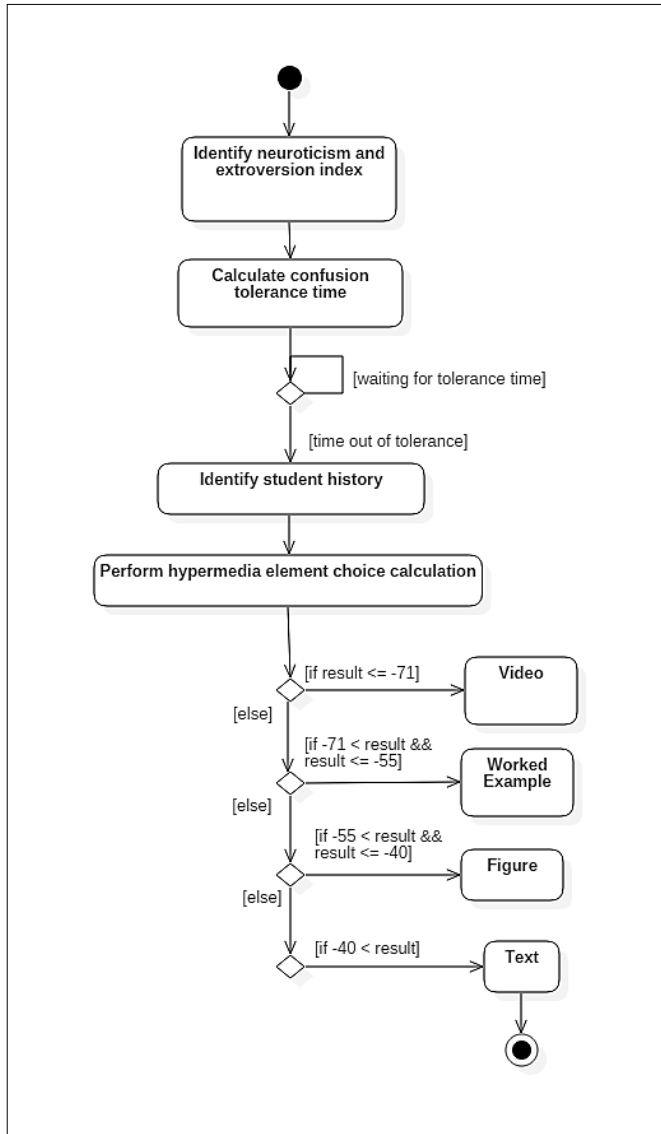 Identify neuroticism and
extroversion index
Calculate confusion
tolerance time
[waiting for tolerance time]
[time out of tolerance]
Identify student history
Perform hypermedia element choice calculation
[if result <= -71]
Video
[else]
[if -71 < result &&
result <= -55]
Worked
Example
[else]
[if -55 < result &&
result <= -40]
Figure
[else]
[if -40 < result]
Text